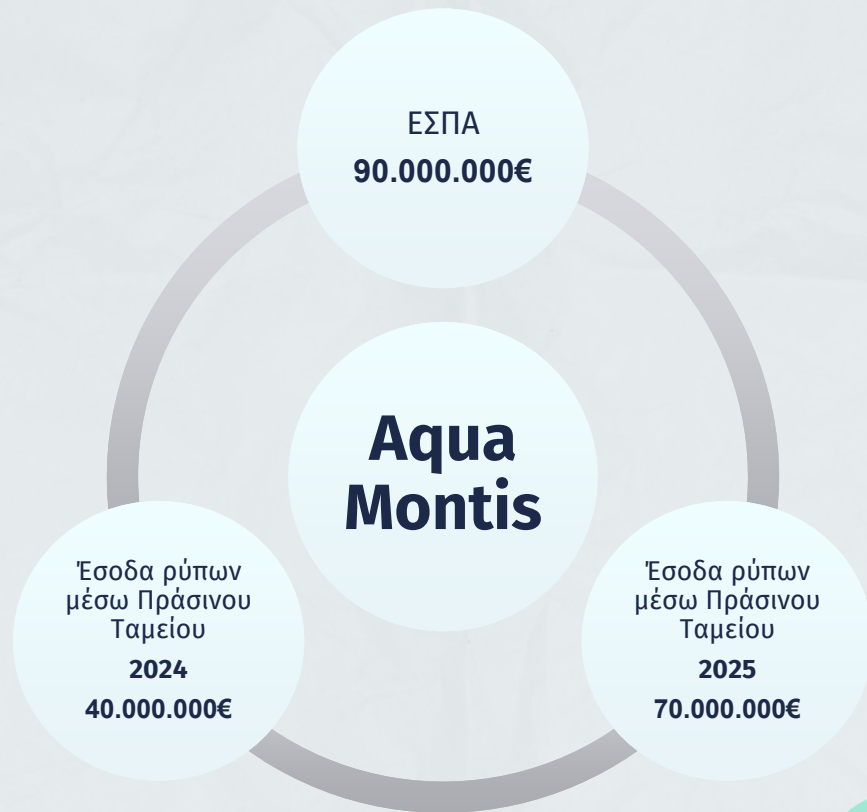 ΕΣΠΑ
90.000.000€
Aqua
Montis
Έσοδα ρύπων
μέσω Πράσινου
Ταμείου
2024
40.000.000€
Έσοδα ρύπων
μέσω Πράσινου
Ταμείου
2025
70.000.000€